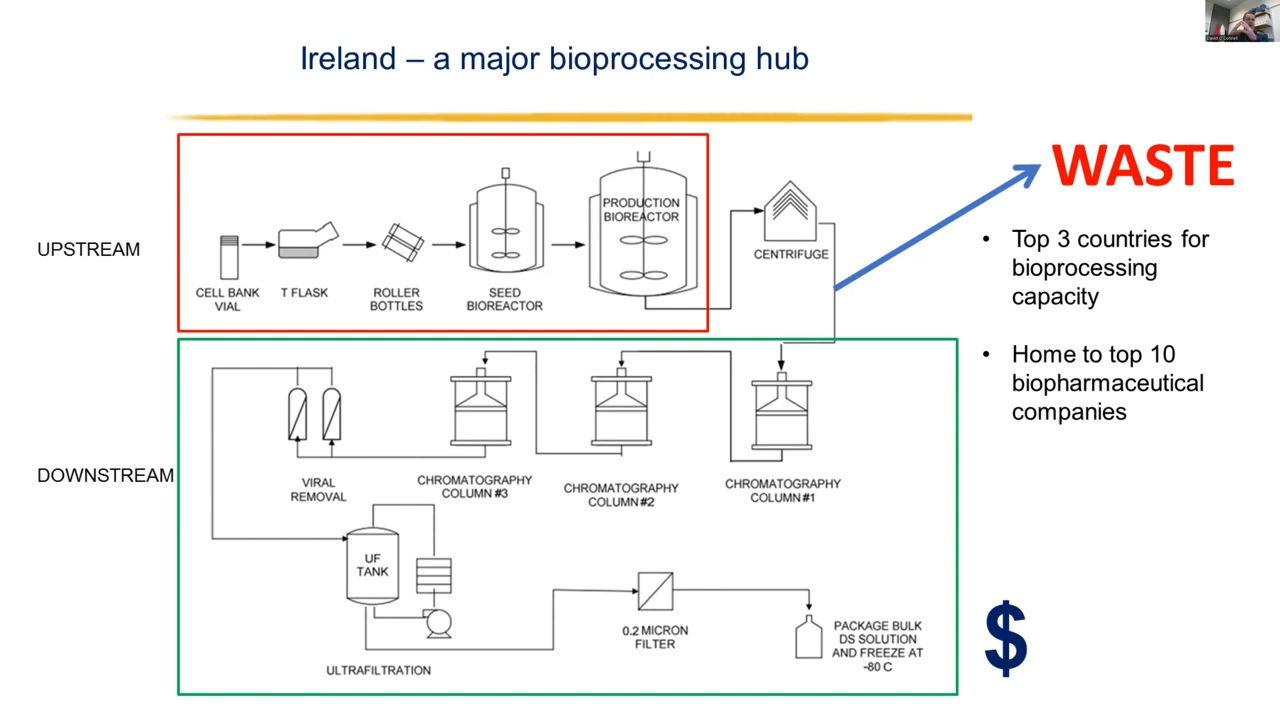 Ireland – a major bioprocessing hub
WASTE
UPSTREAM
PRODUCTION
BIOREACTOR
CENTRIFUGE
CELL BANK
VIAL
T FLASK
ROLLER
BOTTLES
SEED
BIOREACTOR
• Top 3 countries for
bioprocessing
capacity
• Home to top 10
biopharmaceutical
companies
DOWNSTREAM
VIRAL
REMOVAL
CHROMATOGRAPHY
COLUMN #3
CHROMATOGRAPHY
COLUMN #2
CHROMATOGRAPHY
COLUMN #1
UF
TANK
ULTRAFILTRATION
0.2 MICRON
FILTER
PACKAGE BULK
DS SOLUTION
AND FREEZE AT
-80 C
$